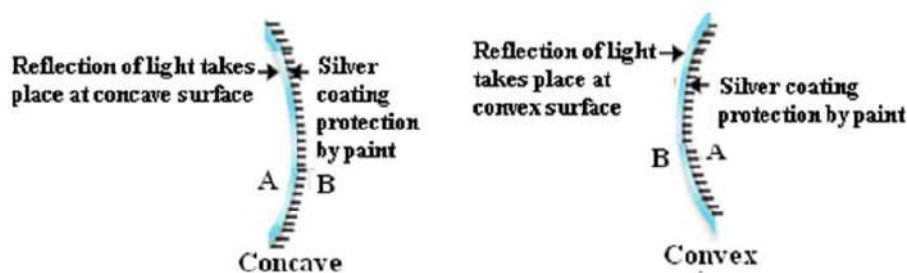 Reflection of light takes
place at concave surface
Silver
coating
protection
by paint
A
B
Concave
Reflection of light
takes place at
convex surface
Silver coating
protection by paint
B
A
Convex